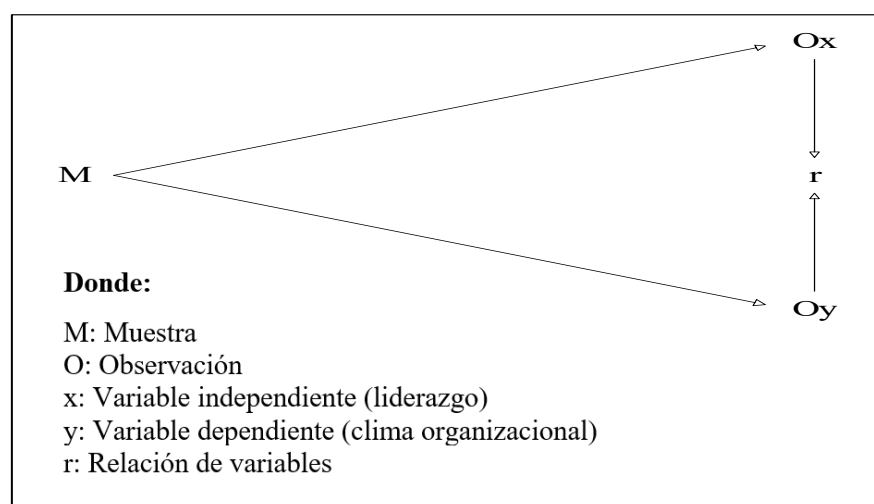 Ox
M
r
Oy
Donde:
M: Muestra
O: Observación
x: Variable independiente (liderazgo)
y: Variable dependiente (clima organizacional)
r: Relación de variables